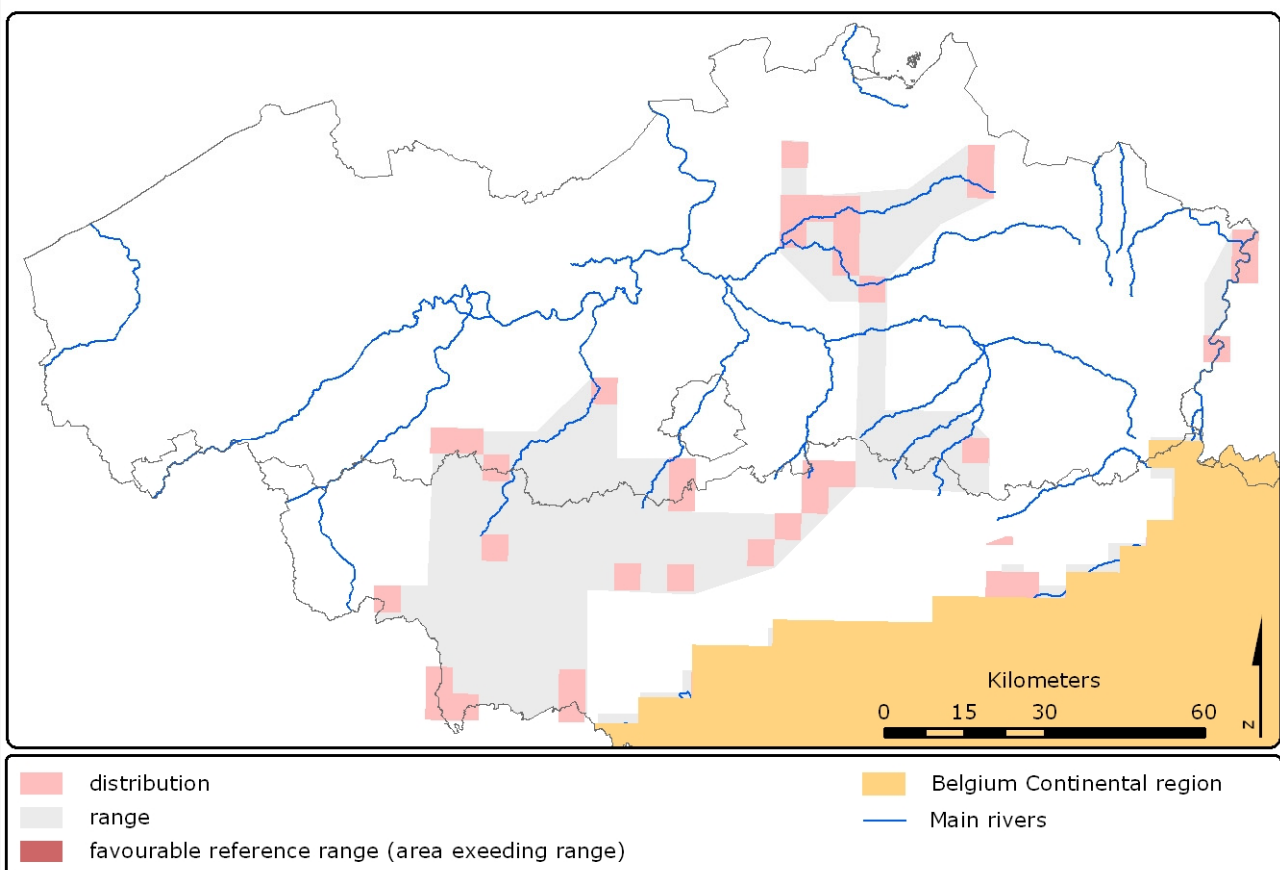 Kilometers
0 15 30 60
N
distribution
range
favourable reference range (area exeeding range)
Belgium Continental region
Main rivers